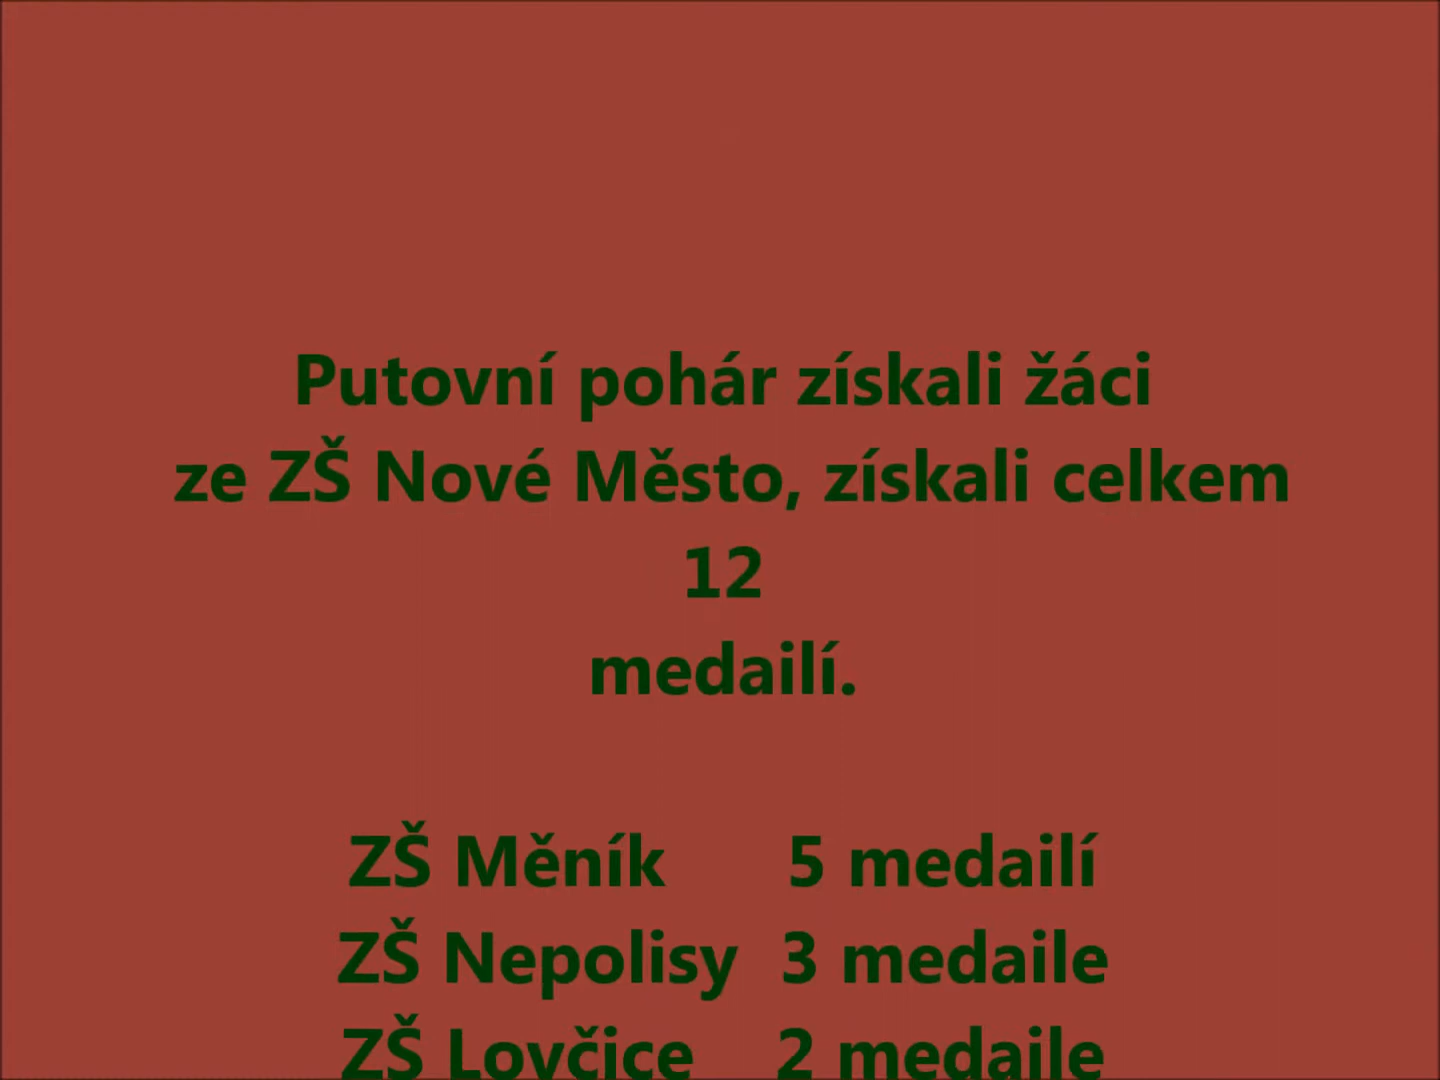 Putovní pohár získali žáci
ze ZŠ Nové Město, získali celkem
12
medailí.
ZŠ Měník 5 medailí
ZŠ Nepolisy 3 medaile
ZŠ Lovčice 2 medaile